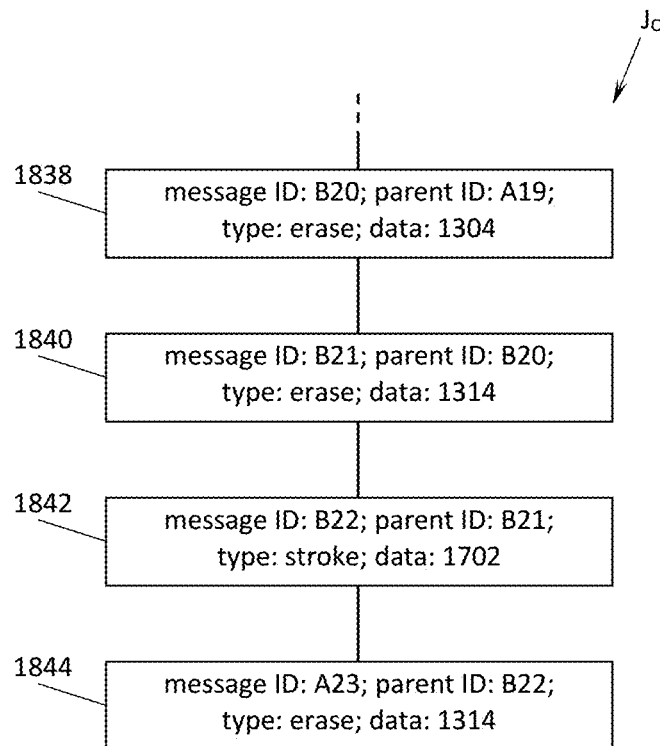 J_C
1838
message ID: B20; parent ID: A19;
type: erase; data: 1304
1840
message ID: B21; parent ID: B20;
type: erase; data: 1314
1842
message ID: B22; parent ID: B21;
type: stroke; data: 1702
1844
message ID: A23; parent ID: B22;
type: erase; data: 1314